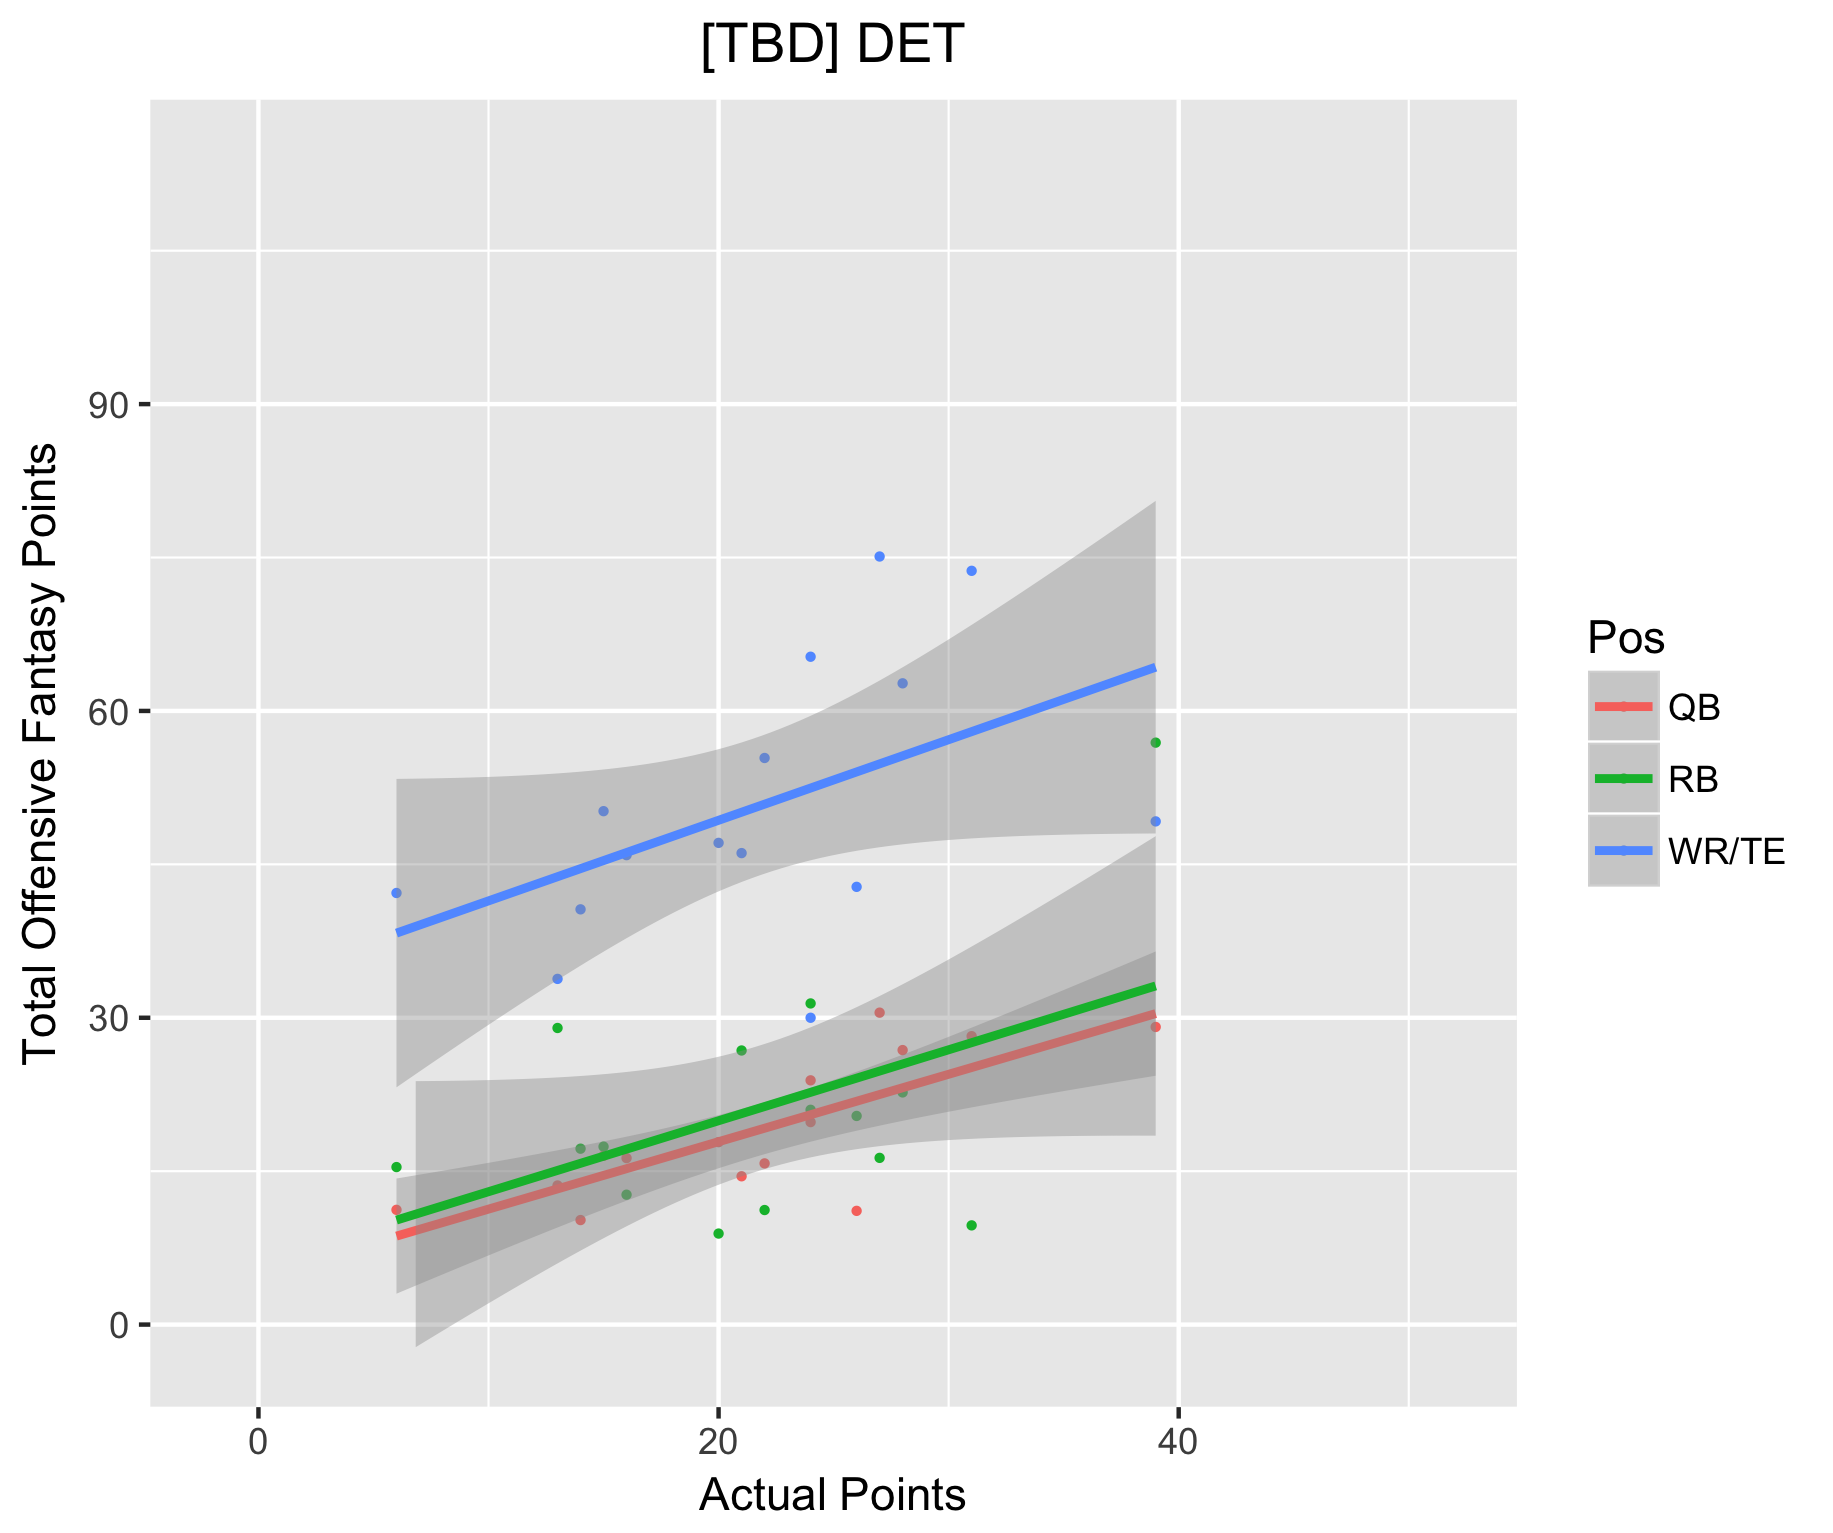 [TBD] DET
Total Offensive Fantasy Points
90
60
30
0
0 20 40
Actual Points
Pos
QB
RB
WR/TE